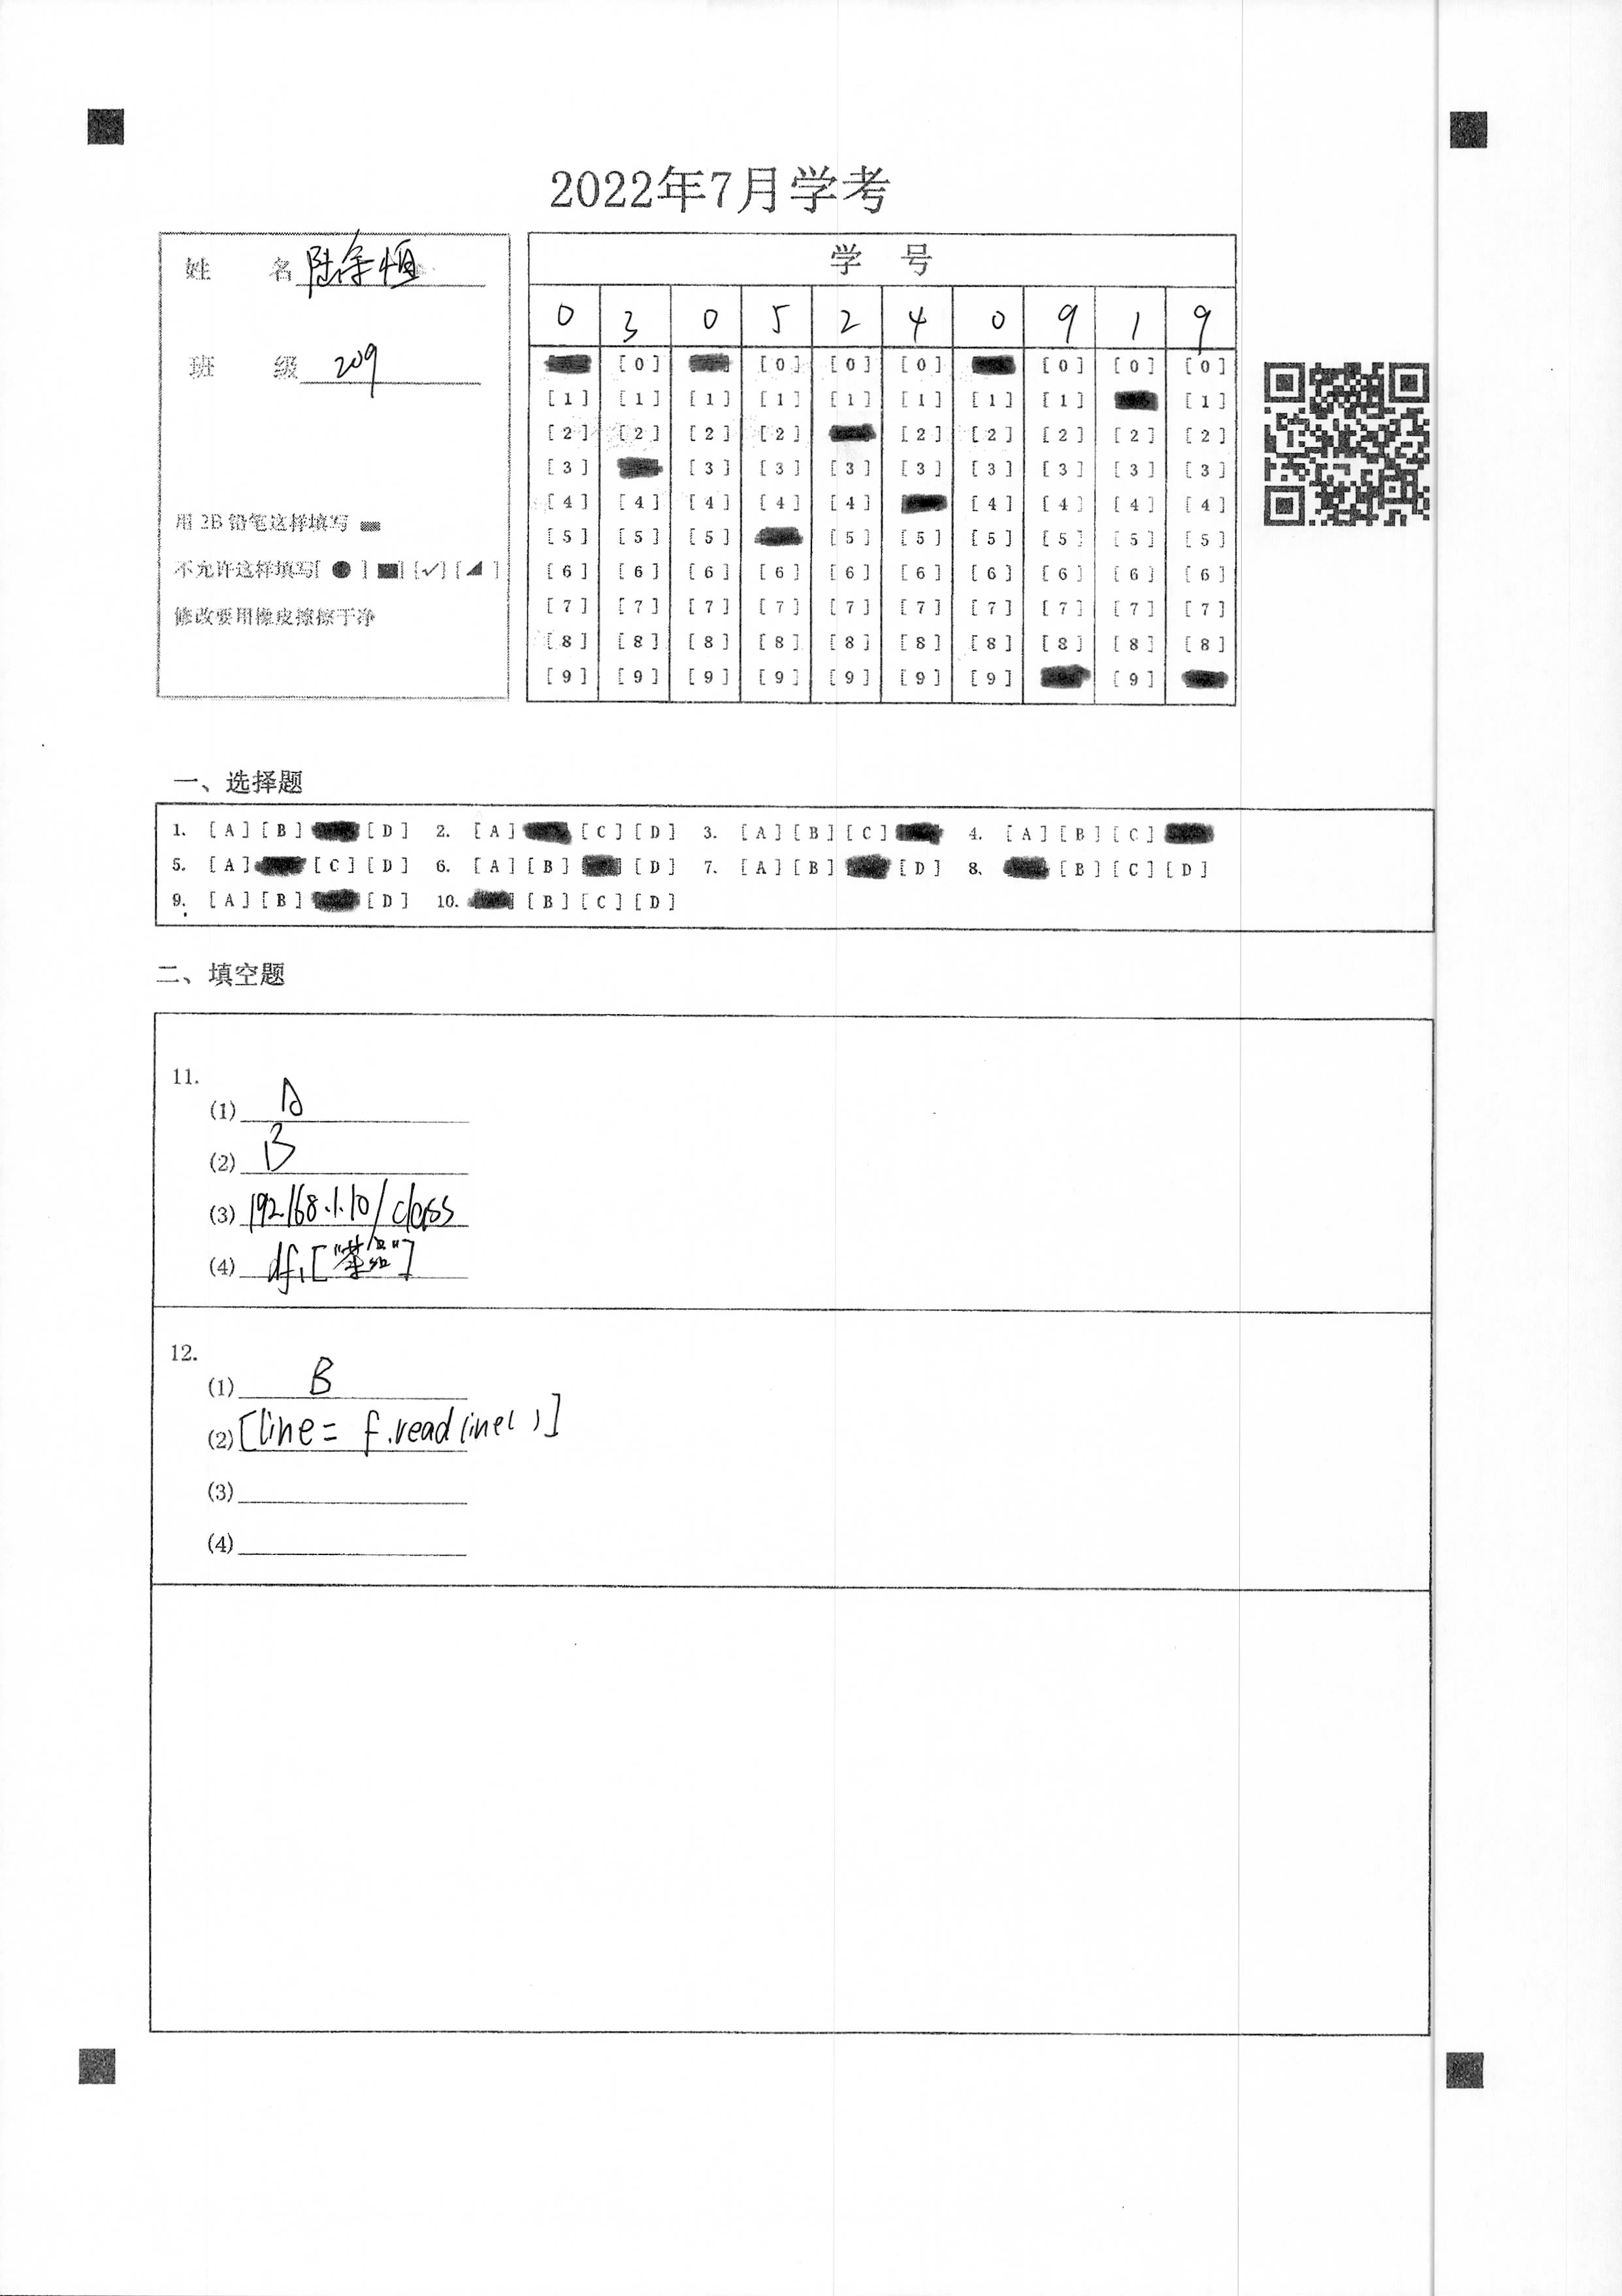 2022年7月学考
姓 名 陆余恒
班 级 209
用 2B 铅笔这样填写
不允许这样填写[ ● ] [■] [✓] [◢ ]
修改要用橡皮擦擦干净
学 号
0 3 0 5 2 4 0 9 1 9
[0] [0] [0] [0] [0] [0] [0]
[1] [1] [1] [1] [1] [1] [1] [1] [1]
[2] [2] [2] [2] [2] [2] [2] [2] [2]
[3] [3] [3] [3] [3] [3] [3] [3] [3]
[4] [4] [4] [4] [4] [4] [4] [4] [4]
[5] [5] [5] [5] [5] [5] [5] [5] [5]
[6] [6] [6] [6] [6] [6] [6] [6] [6] [6]
[7] [7] [7] [7] [7] [7] [7] [7] [7] [7]
[8] [8] [8] [8] [8] [8] [8] [8] [8] [8]
[9] [9] [9] [9] [9] [9] [9] [9]
一、选择题
1. [A] [B] [D] 2. [A] [C] [D] 3. [A] [B] [C] 4. [A] [B] [C]
5. [A] [C] [D] 6. [A] [B] [D] 7. [A] [B] [D] 8. [B] [C] [D]
9. [A] [B] [D] 10. [B] [C] [D]
二、填空题
11.
(1) A
(2) B
(3) 192.168.1.10/class
(4) df1["菜品"]
12.
(1) B
(2) [line = f.readline()]
(3)
(4)